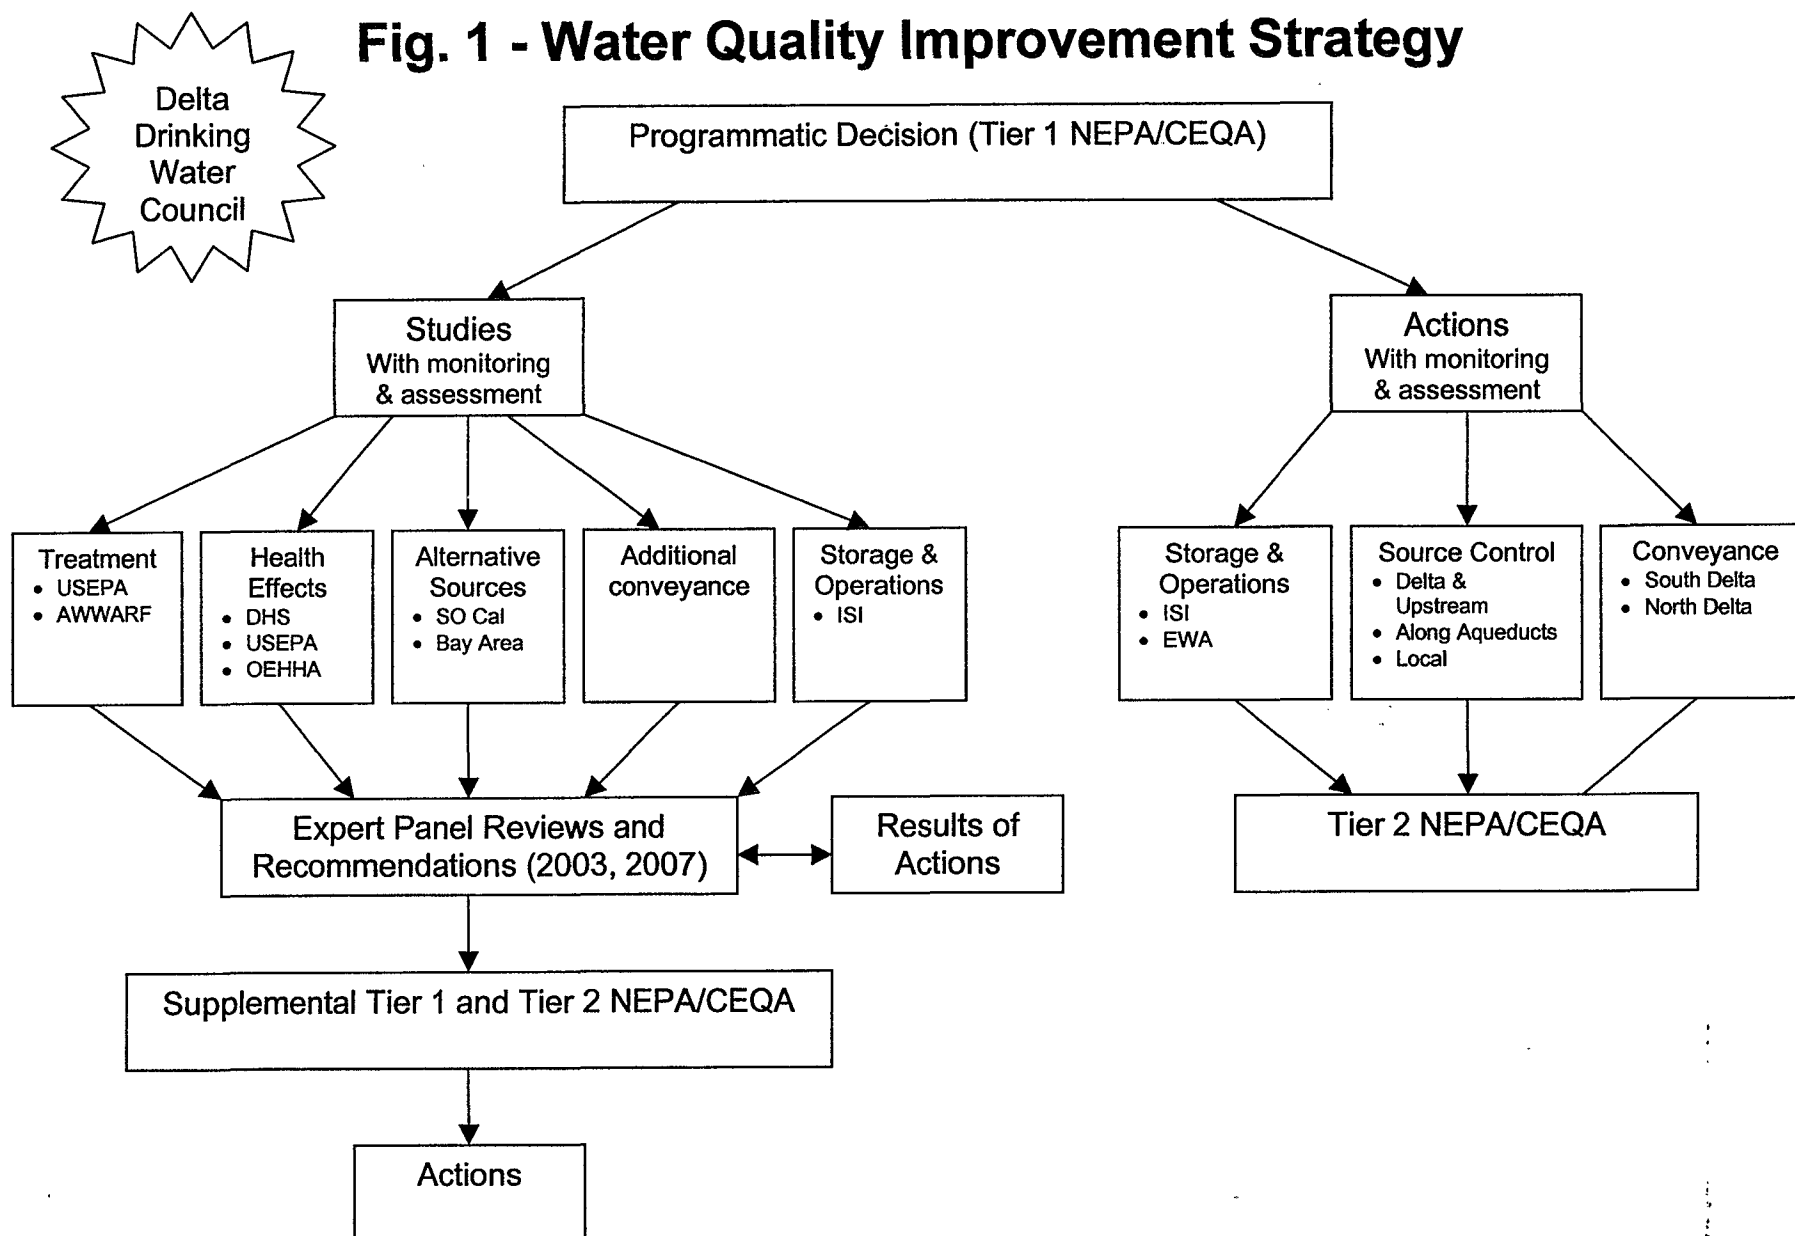 Fig. 1 - Water Quality Improvement Strategy
Delta
Drinking
Water
Council
Programmatic Decision (Tier 1 NEPA/CEQA)
Studies
With monitoring
& assessment
Actions
With monitoring
& assessment
Treatment
• USEPA
• AWWARF
Health
Effects
• DHS
• USEPA
• OEHHA
Alternative
Sources
• SO Cal
• Bay Area
Additional
conveyance
Storage &
Operations
• ISI
Storage &
Operations
• ISI
• EWA
Source Control
• Delta &
Upstream
• Along Aqueducts
• Local
Conveyance
• South Delta
• North Delta
Expert Panel Reviews and
Recommendations (2003, 2007)
Results of
Actions
Tier 2 NEPA/CEQA
Supplemental Tier 1 and Tier 2 NEPA/CEQA
Actions